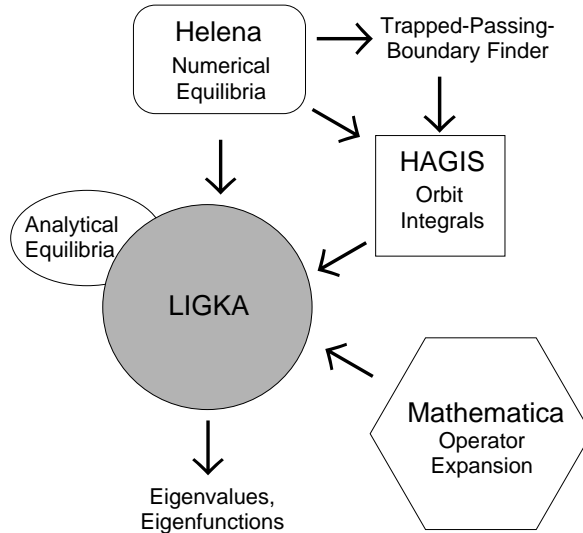 Helena
Numerical
Equilibria
Trapped-Passing-
Boundary Finder
HAGIS
Orbit
Integrals
Analytical
Equilibria
LIGKA
Mathematica
Operator
Expansion
Eigenvalues,
Eigenfunctions